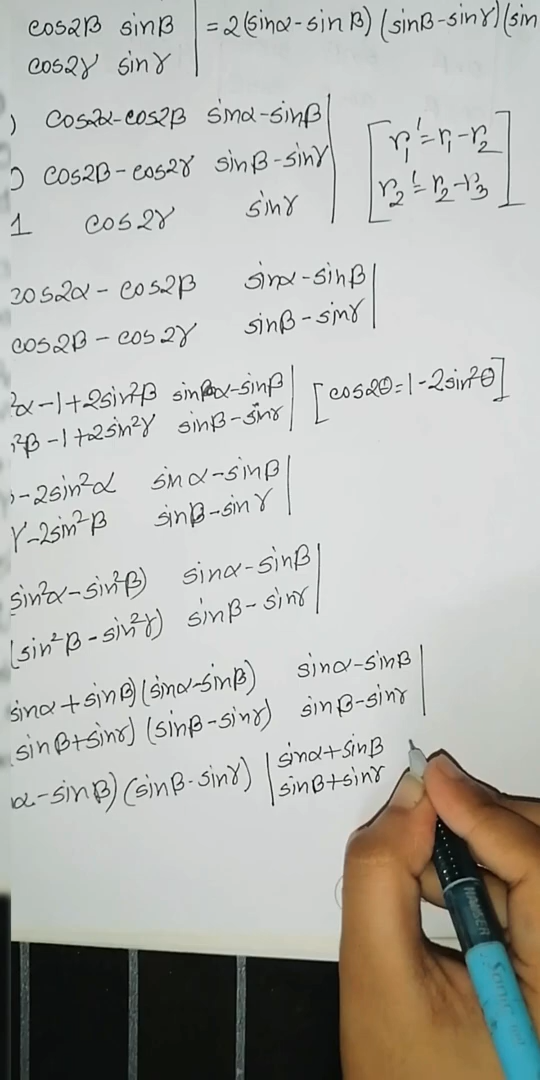 cos2β sinβ | = 2(sinα-sinβ) (sinβ-sinγ) (sin
cos2γ sinγ
) cos2α-cos2β sinα-sinβ
0 cos2β-cos2γ sinβ-sinγ [r₁'=r₁-r₂
1 cos2γ sinγ r₂'=r₂-r₃]
cos2α - cos2β sinα-sinβ
cos2β - cos2γ sinβ-sinγ
²α-1+2sin²β sinα-sinβ
²β-1+2sin²γ sinβ-sinγ | [cos2θ=1-2sin²θ]
-2sin²α sinα-sinβ
γ-2sin²β sinβ-sinγ
sin²α-sin²β) sinα-sinβ
(sin²β-sin²γ) sinβ-sinγ
sinα+sinβ)(sinα-sinβ) sinα-sinβ
sinβ+sinγ) (sinβ-sinγ) sinβ-sinγ
α-sinβ) (sinβ-sinγ) | sinα+sinβ
sinβ+sinγ